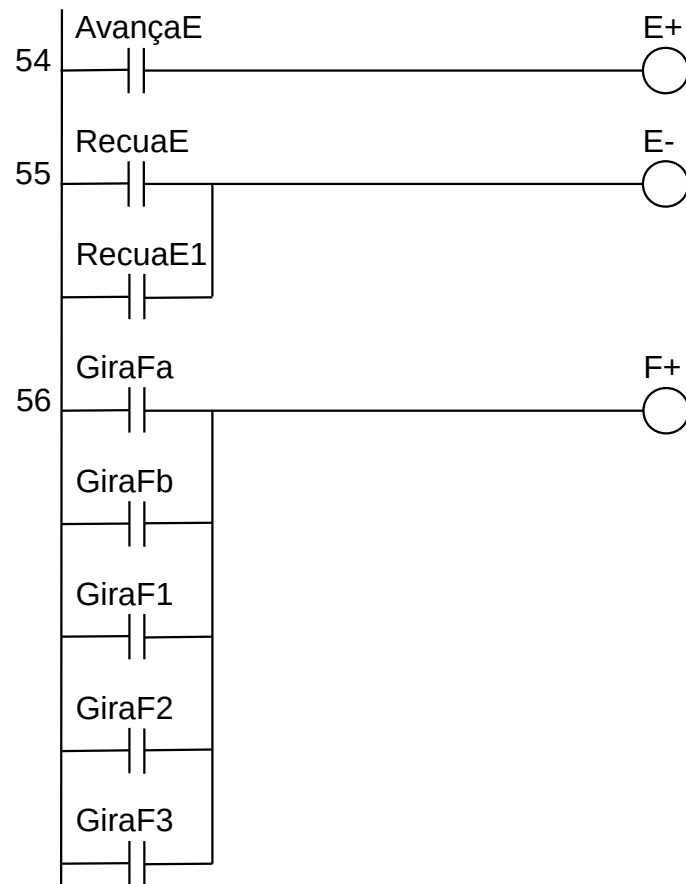 AvançaE E+
54
RecuaE E-
55
RecuaE1
GiraFa F+
56
GiraFb
GiraF1
GiraF2
GiraF3